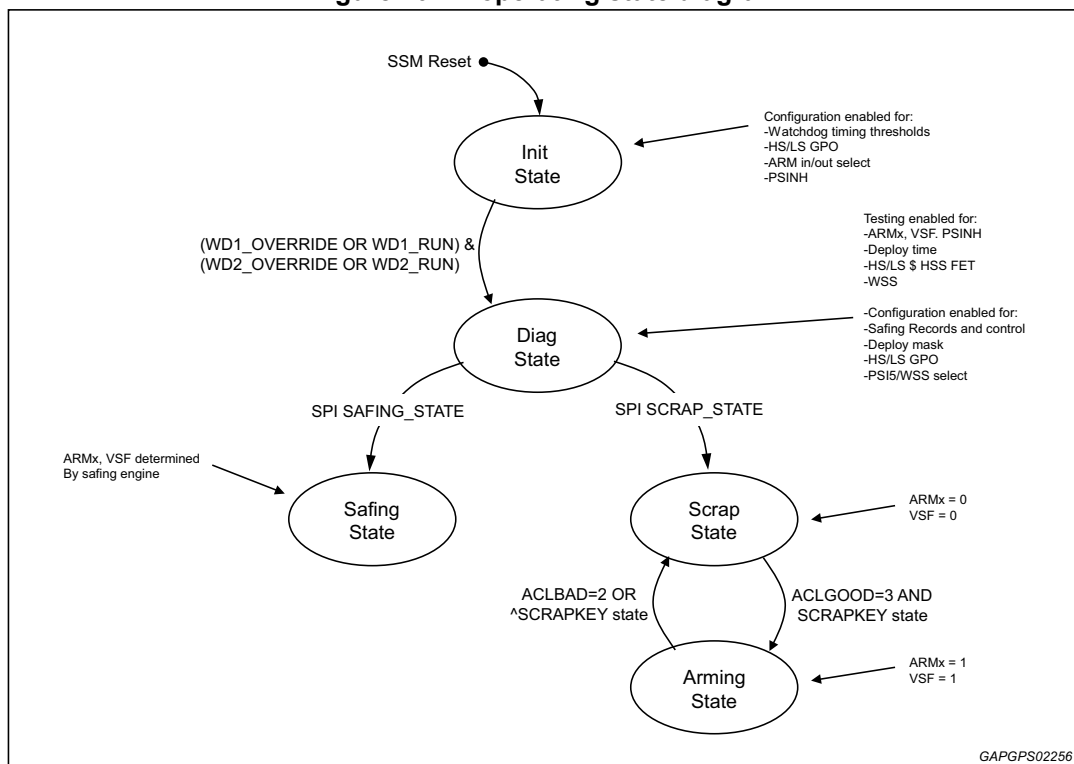 SSM Reset
Init
State
Configuration enabled for:
-Watchdog timing thresholds
-HS/LS GPO
-ARM in/out select
-PSINH
(WD1_OVERRIDE OR WD1_RUN) &
(WD2_OVERRIDE OR WD2_RUN)
Testing enabled for:
-ARMx, VSF. PSINH
-Deploy time
-HS/LS $ HSS FET
-WSS
Diag
State
-Configuration enabled for:
-Safing Records and control
-Deploy mask
-HS/LS GPO
-PSI5/WSS select
SPI SAFING_STATE
SPI SCRAP_STATE
ARMx, VSF determined
By safing engine
Safing
State
Scrap
State
ARMx = 0
VSF = 0
ACLBAD=2 OR
^SCRAPKEY state
ACLGOOD=3 AND
SCRAPKEY state
Arming
State
ARMx = 1
VSF = 1
GAPGPS02256